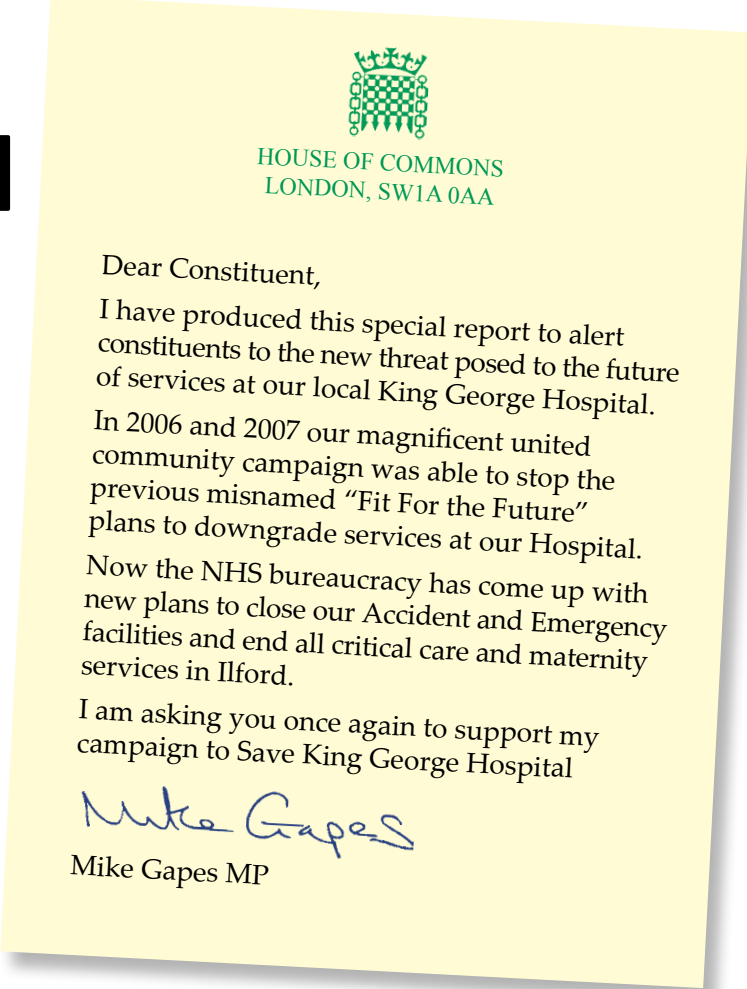 HOUSE OF COMMONS
LONDON, SW1A 0AA
Dear Constituent,
I have produced this special report to alert
constituents to the new threat posed to the future
of services at our local King George Hospital.
In 2006 and 2007 our magnificent united
community campaign was able to stop the
previous misnamed “Fit For the Future”
plans to downgrade services at our Hospital.
Now the NHS bureaucracy has come up with
new plans to close our Accident and Emergency
facilities and end all critical care and maternity
services in Ilford.
I am asking you once again to support my
campaign to Save King George Hospital
Mike Gapes
Mike Gapes MP